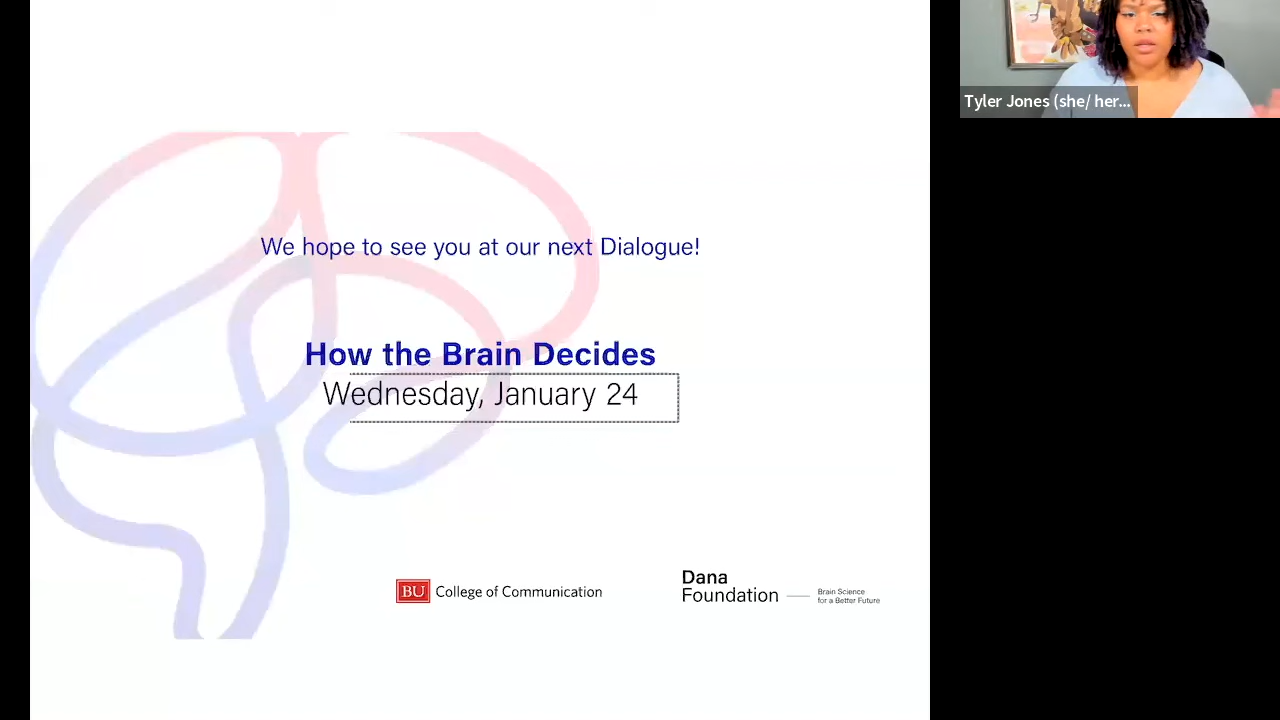 Tyler Jones (she/ her...
We hope to see you at our next Dialogue!
How the Brain Decides
Wednesday, January 24
BU College of Communication
Dana
Foundation
Brain Science
for a Better Future